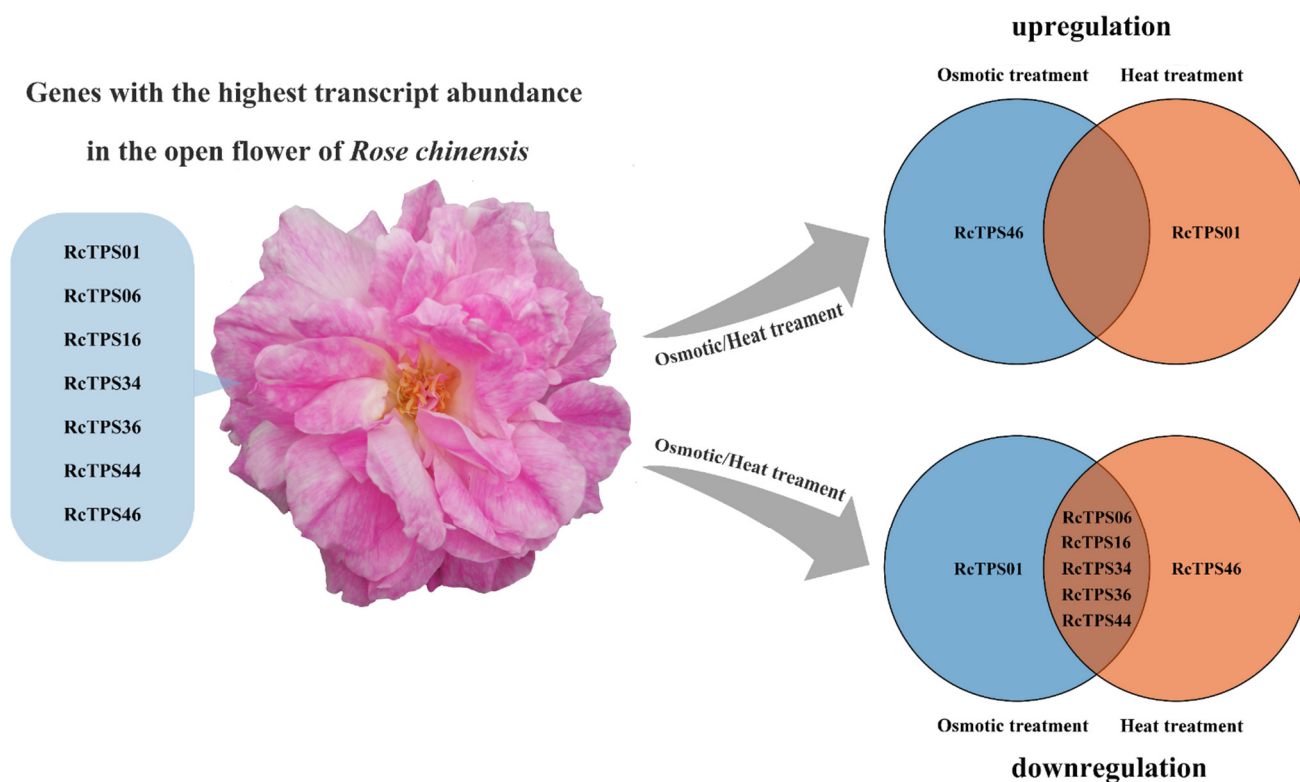 Genes with the highest transcript abundance
in the open flower of Rose chinensis
RcTPS01
RcTPS06
RcTPS16
RcTPS34
RcTPS36
RcTPS44
RcTPS46
Osmotic/Heat treament
Osmotic/Heat treament
upregulation
Osmotic treatment Heat treatment
RcTPS46 RcTPS01
RcTPS06
RcTPS16
RcTPS01 RcTPS34 RcTPS46
RcTPS36
RcTPS44
Osmotic treatment Heat treatment
downregulation